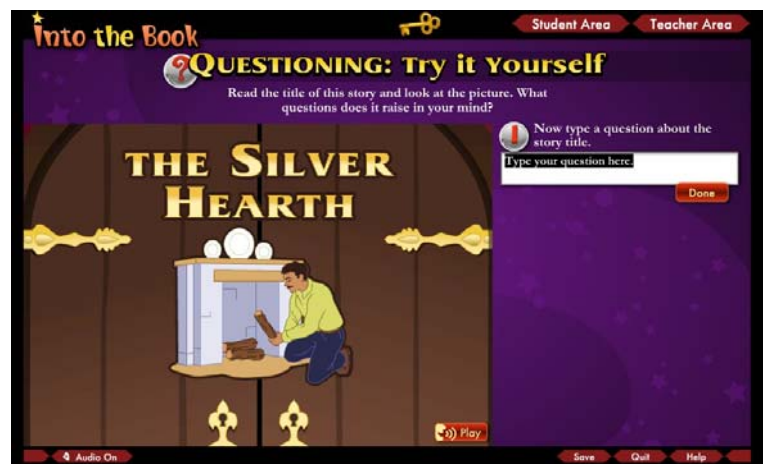 Into the Book
Student Area
Teacher Area
? QUESTIONING: Try it Yourself
Read the title of this story and look at the picture. What
questions does it raise in your mind?
THE SILVER
HEARTH
! Now type a question about the
story title.
Type your question here.
Done
Play
Audio On
Save
Quit
Help